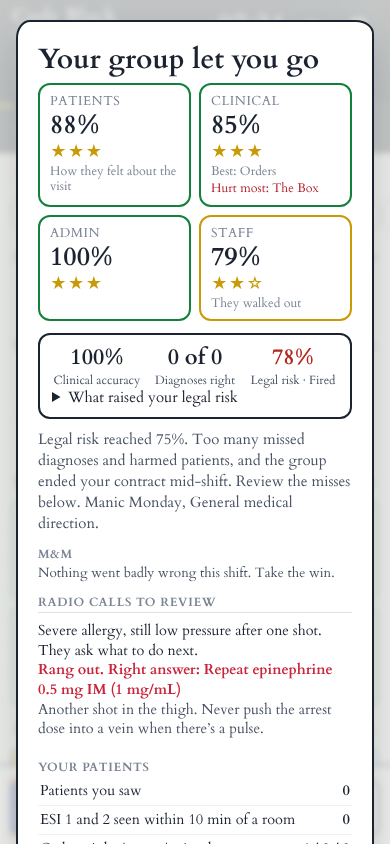 Your group let you go
PATIENTS
88%
★★★
How they felt about the
visit
CLINICAL
85%
★★★
Best: Orders
Hurt most: The Box
ADMIN
100%
★★★
STAFF
79%
★★☆
They walked out
100%
Clinical accuracy
0 of 0
Diagnoses right
78%
Legal risk · Fired
▶ What raised your legal risk
Legal risk reached 75%. Too many missed
diagnoses and harmed patients, and the group
ended your contract mid-shift. Review the misses
below. Manic Monday, General medical
direction.
M&M
Nothing went badly wrong this shift. Take the win.
RADIO CALLS TO REVIEW
Severe allergy, still low pressure after one shot.
They ask what to do next.
Rang out. Right answer: Repeat epinephrine
0.5 mg IM (1 mg/mL)
Another shot in the thigh. Never push the arrest
dose into a vein when there's a pulse.
YOUR PATIENTS
Patients you saw 0
ESI 1 and 2 seen within 10 min of a room 0